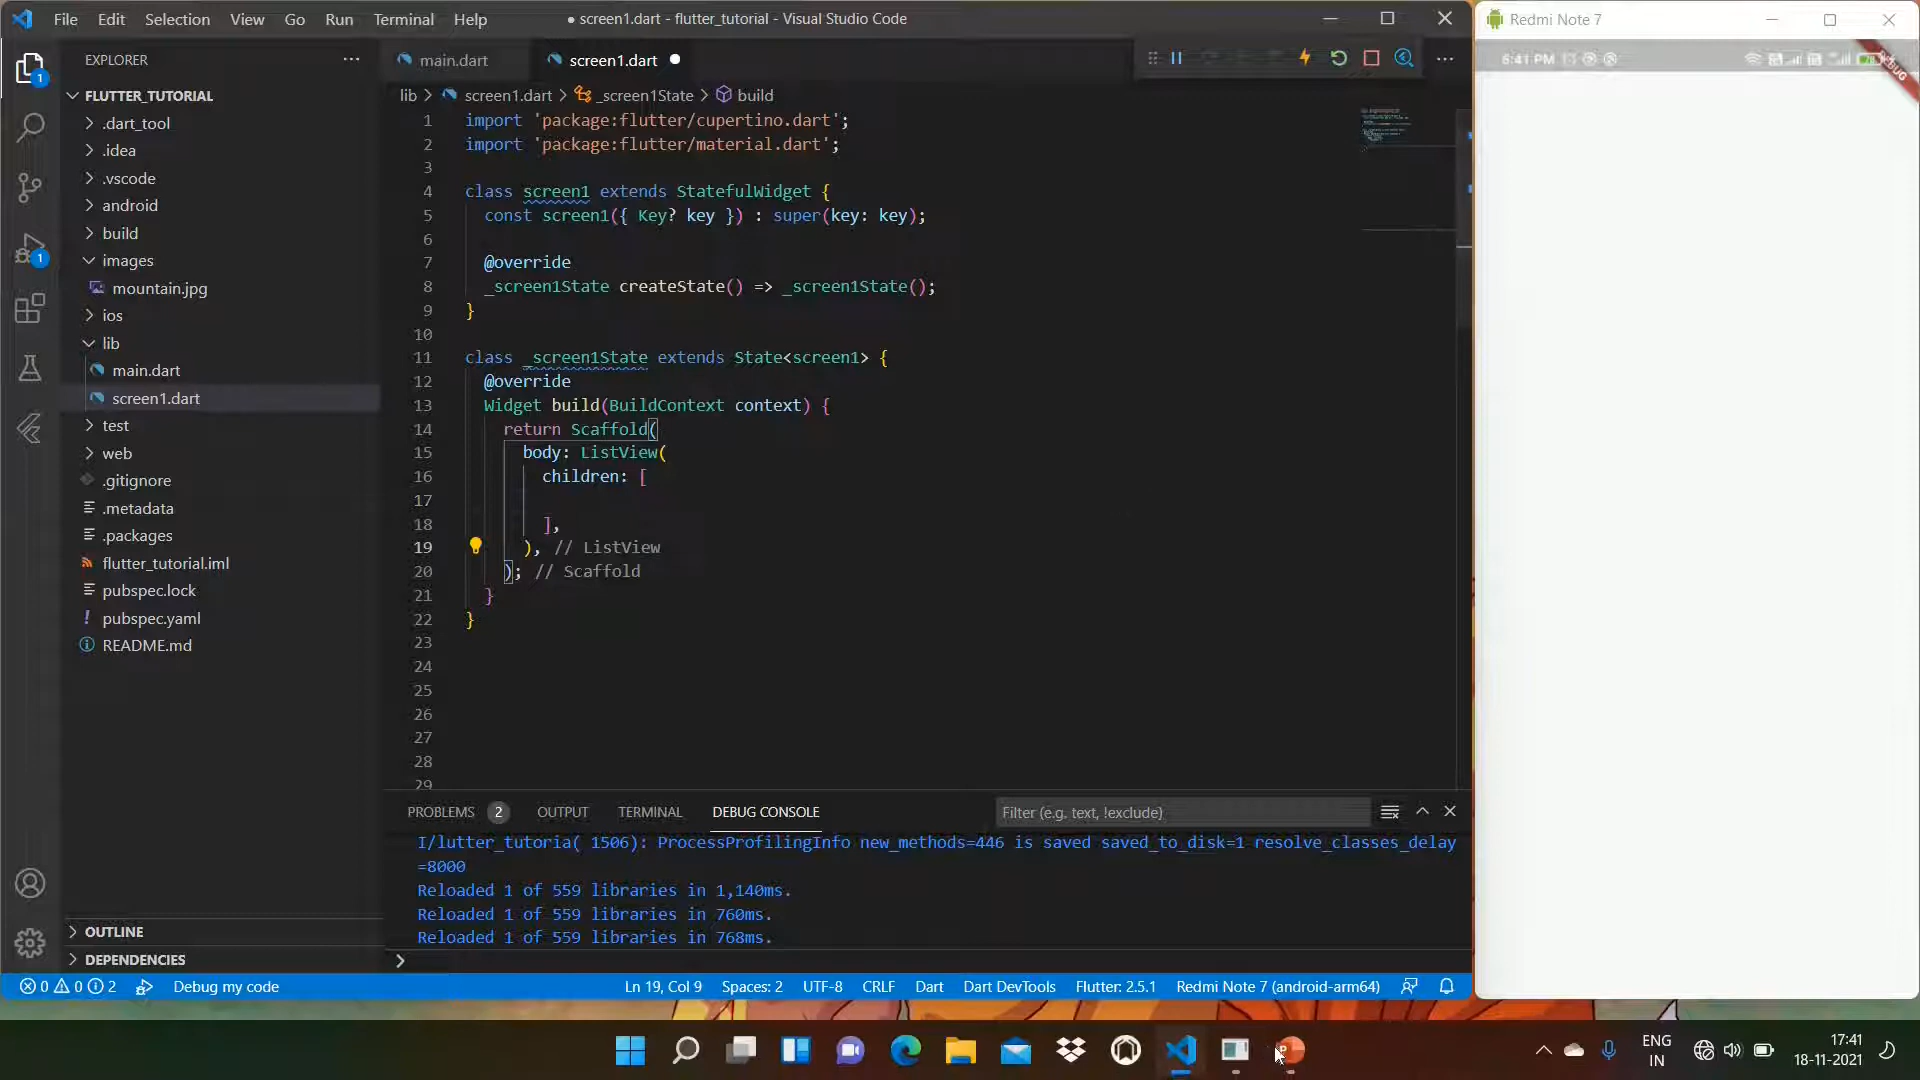 File Edit Selection View Go Run Terminal Help
● screen1.dart - flutter_tutorial - Visual Studio Code
Redmi Note 7
EXPLORER
main.dart
screen1.dart
6:41 PM
FLUTTER_TUTORIAL
.dart_tool
.idea
.vscode
android
build
images
mountain.jpg
ios
lib
main.dart
screen1.dart
test
web
.gitignore
.metadata
.packages
flutter_tutorial.iml
pubspec.lock
pubspec.yaml
README.md
OUTLINE
DEPENDENCIES
lib > screen1.dart > _screen1State > build
1 import 'package:flutter/cupertino.dart';
2 import 'package:flutter/material.dart';
3
4 class screen1 extends StatefulWidget {
5 const screen1({ Key? key }) : super(key: key);
6
7 @override
8 _screen1State createState() => _screen1State();
9 }
10
11 class _screen1State extends State<screen1> {
12 @override
13 Widget build(BuildContext context) {
14 return Scaffold(
15 body: ListView(
16 children: [
17
18 ],
19 ), // ListView
20 ); // Scaffold
21 }
22 }
23
24
25
26
27
28
29
PROBLEMS 2 OUTPUT TERMINAL DEBUG CONSOLE
Filter (e.g. text, !exclude)
I/lutter_tutoria( 1506): ProcessProfilingInfo new_methods=446 is saved saved_to_disk=1 resolve_classes_delay
=8000
Reloaded 1 of 559 libraries in 1,140ms.
Reloaded 1 of 559 libraries in 760ms.
Reloaded 1 of 559 libraries in 768ms.
0 0 2 Debug my code
Ln 19, Col 9 Spaces: 2 UTF-8 CRLF Dart Dart DevTools Flutter: 2.5.1 Redmi Note 7 (android-arm64)
ENG
IN
17:41
18-11-2021